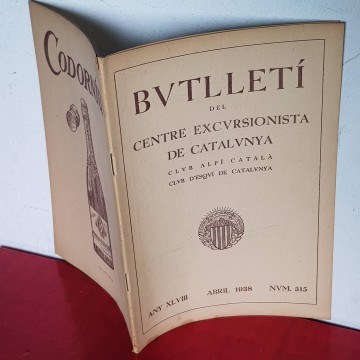 CODORNÍU
BVTLLETÍ
DEL
CENTRE EXCVRSIONISTA
DE CATALVNYA
CLVB ALPÍ CATALÀ
CLVB D'ESQVÍ DE CATALVNYA
ANY XLVIII ABRIL 1938 NVM. 515